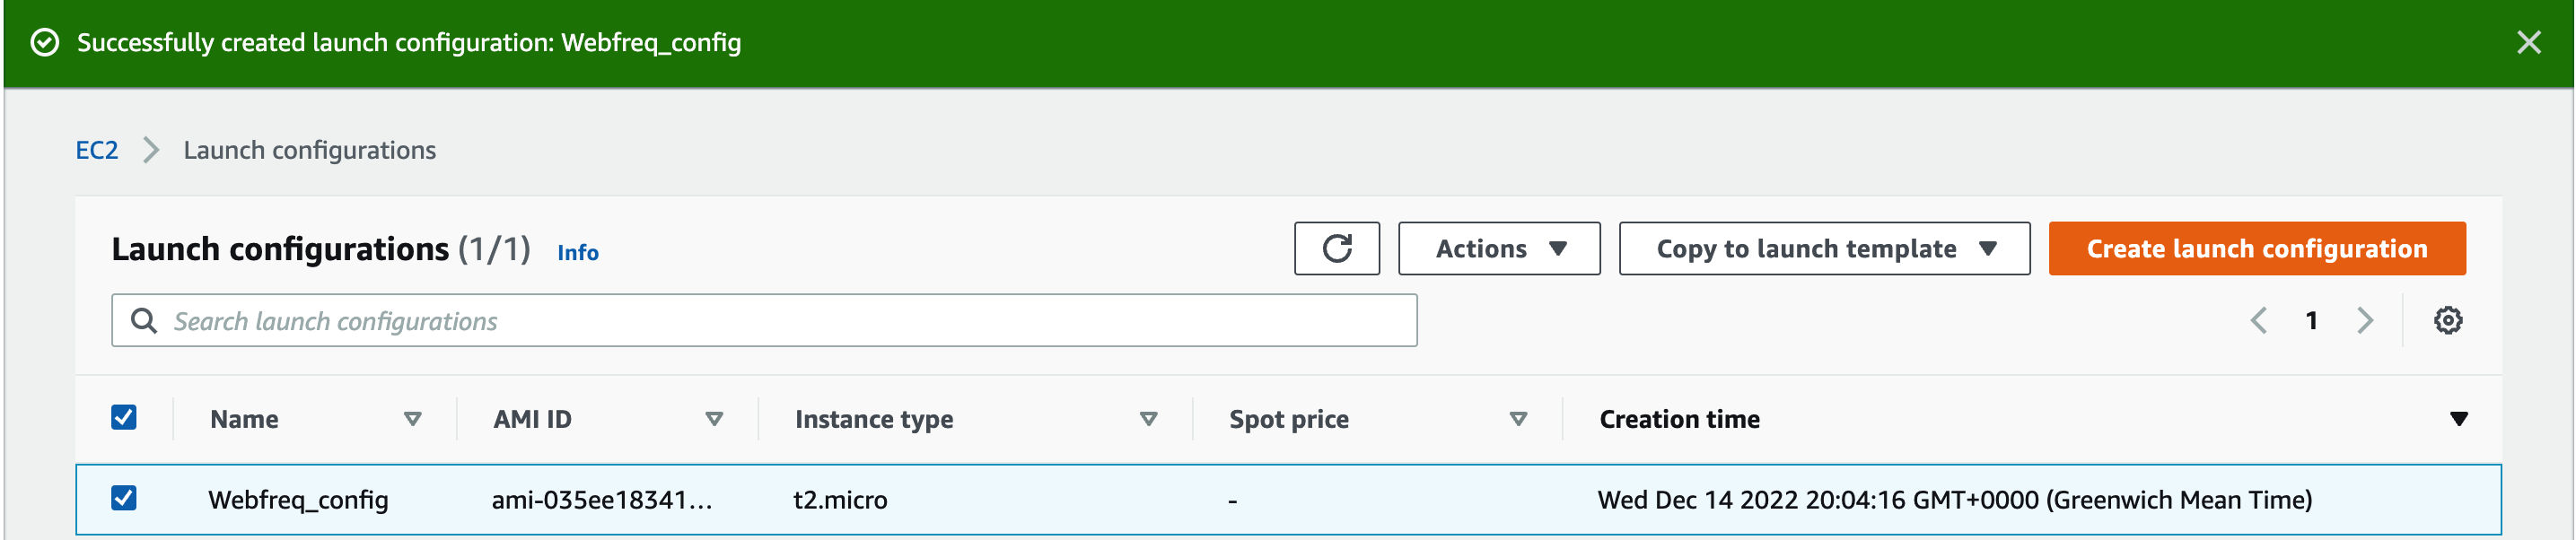 Successfully created launch configuration: Webfreq_config
EC2 Launch configurations
Launch configurations (1/1) Info
Actions Copy to launch template Create launch configuration
Search launch configurations 1
Name AMI ID Instance type Spot price Creation time
Webfreq_config ami-035ee18341... t2.micro - Wed Dec 14 2022 20:04:16 GMT+0000 (Greenwich Mean Time)